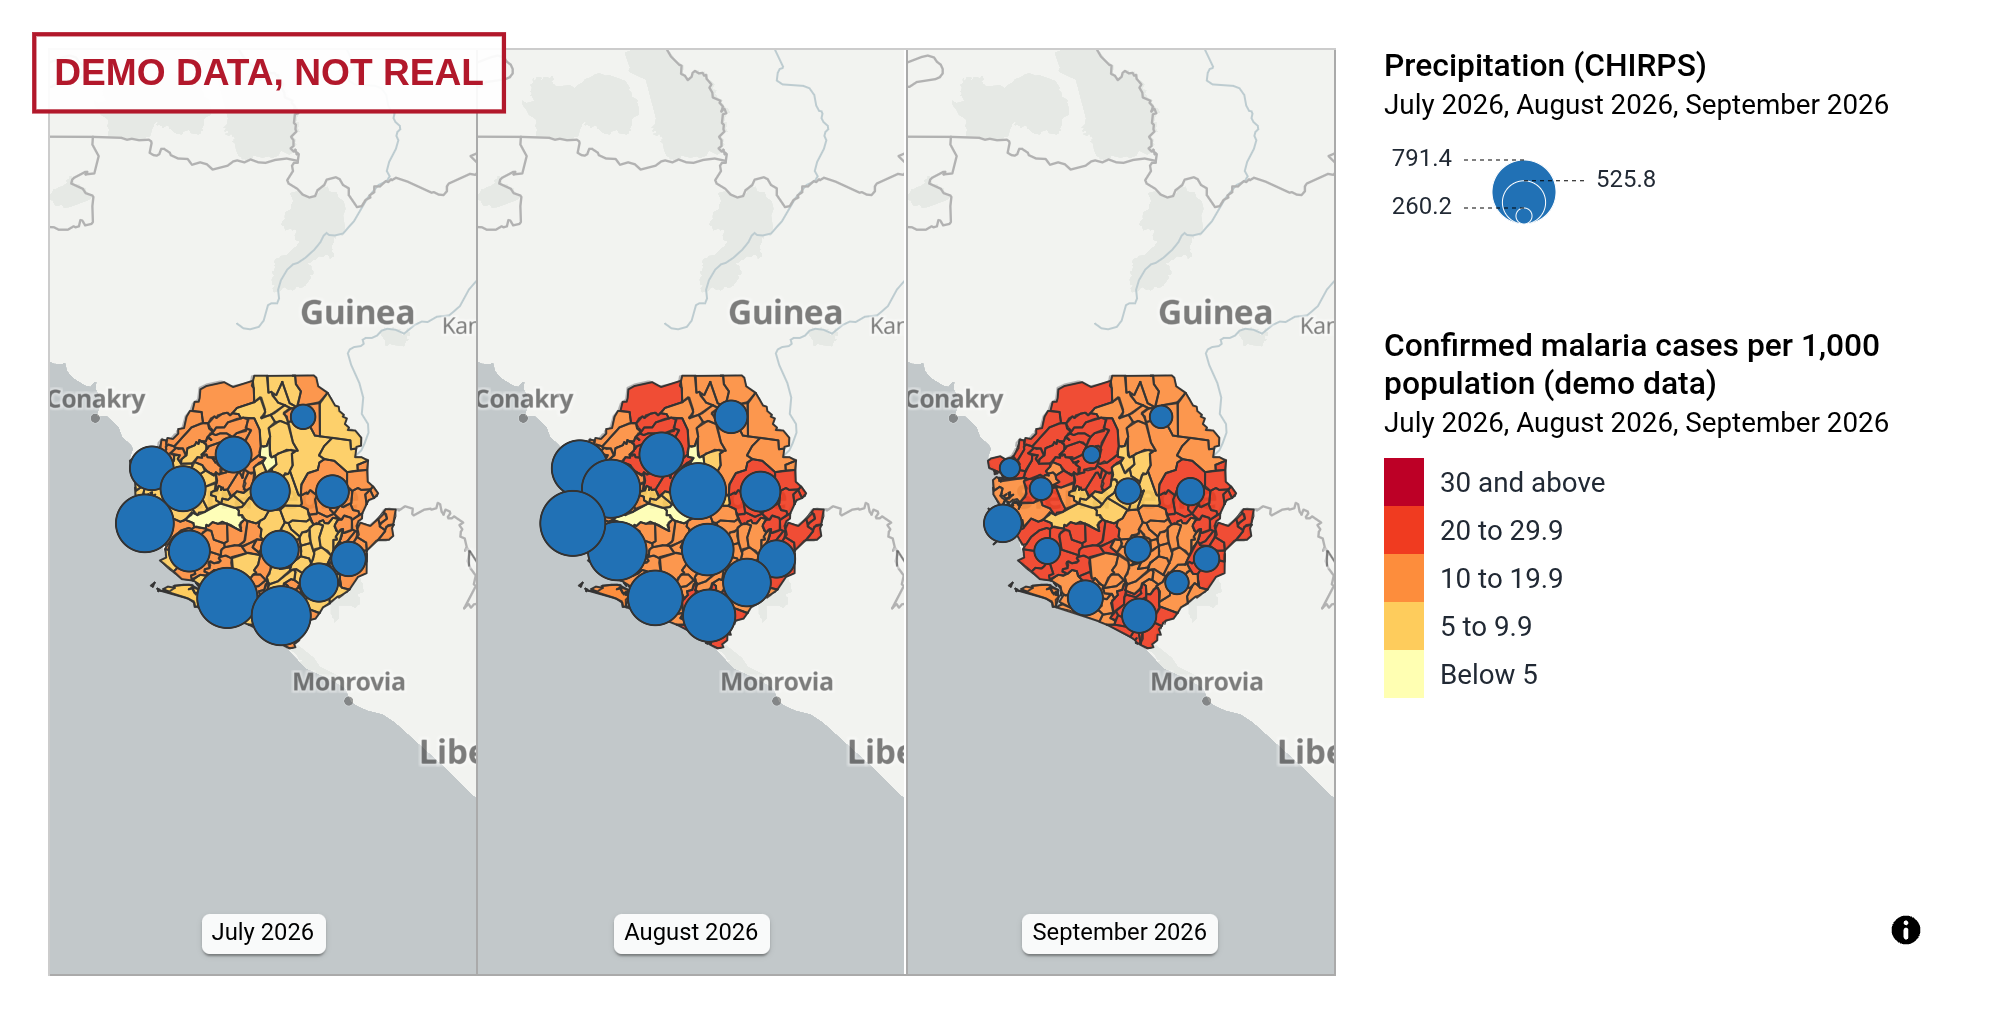 DEMO DATA, NOT REAL
Guinea
Kar
Conakry
Monrovia
Libe
July 2026
Guinea
Kar
Conakry
Monrovia
Libe
August 2026
Guinea
Kar
Conakry
Monrovia
Libe
September 2026
Precipitation (CHIRPS)
July 2026, August 2026, September 2026
791.4
525.8
260.2
Confirmed malaria cases per 1,000
population (demo data)
July 2026, August 2026, September 2026
30 and above
20 to 29.9
10 to 19.9
5 to 9.9
Below 5